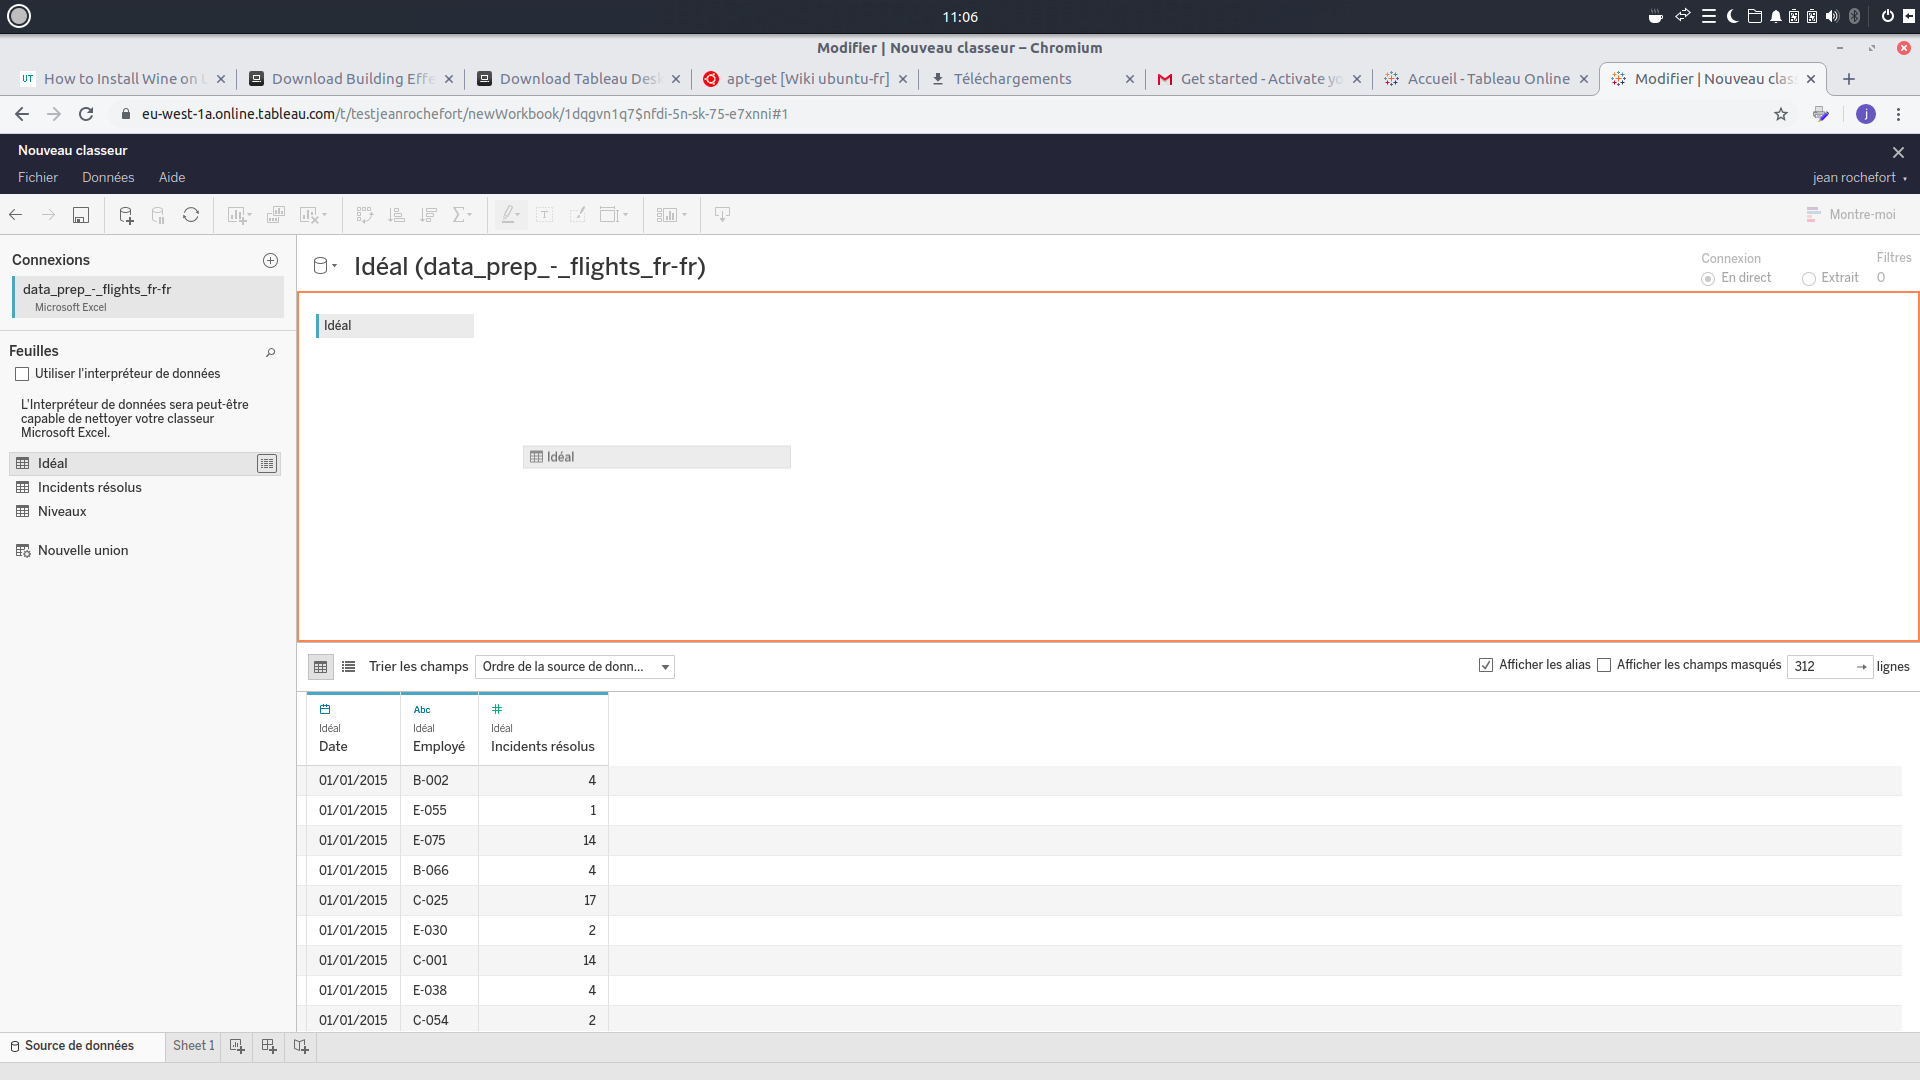 11:06
Modifier | Nouveau classeur – Chromium
UT How to Install Wine on
Download Building Effe
Download Tableau Desk
apt-get [Wiki ubuntu-fr]
Téléchargements
Get started - Activate yo
Accueil - Tableau Online
Modifier | Nouveau clas
eu-west-1a.online.tableau.com/t/testjeanrochefort/newWorkbook/1dqgvn1q7$nfdi-5n-sk-75-e7xnni#1
j
Nouveau classeur
Fichier Données Aide
jean rochefort
Montre-moi
Connexions
data_prep_-_flights_fr-fr
Microsoft Excel
Feuilles
Utiliser l'interpréteur de données
L'Interpréteur de données sera peut-être
capable de nettoyer votre classeur
Microsoft Excel.
Idéal
Incidents résolus
Niveaux
Nouvelle union
Idéal (data_prep_-_flights_fr-fr)
Connexion
En direct Extrait
Filtres
0
Idéal
Idéal
Trier les champs Ordre de la source de donn...
Afficher les alias Afficher les champs masqués 312 lignes
Abc
Idéal Idéal Idéal
Date Employé Incidents résolus
01/01/2015 B-002 4
01/01/2015 E-055 1
01/01/2015 E-075 14
01/01/2015 B-066 4
01/01/2015 C-025 17
01/01/2015 E-030 2
01/01/2015 C-001 14
01/01/2015 E-038 4
01/01/2015 C-054 2
Source de données Sheet 1